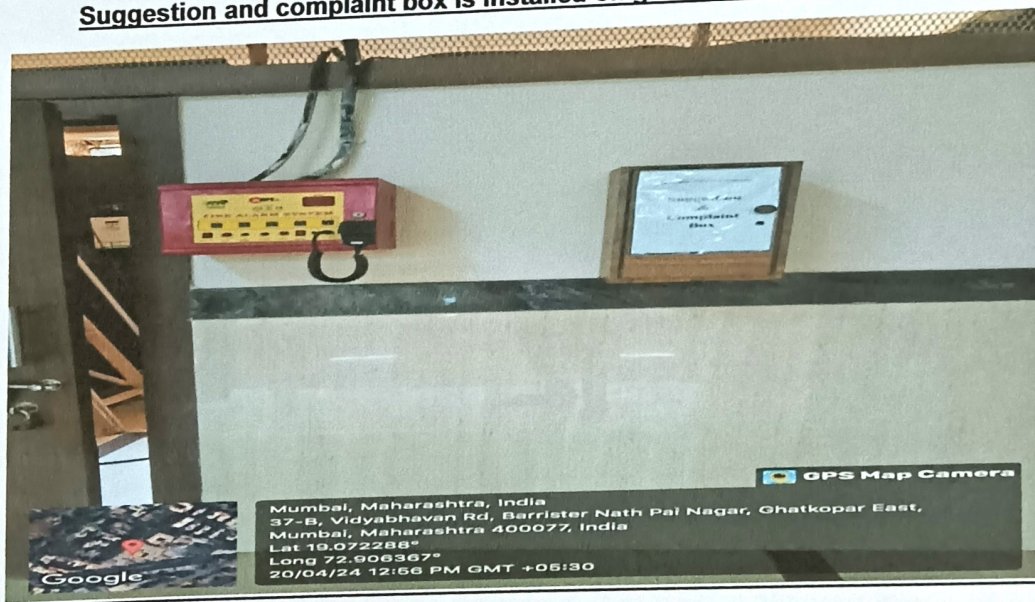 Suggestion and complaint box is installed
FIRE ALARM SYSTEM
Complaint
Box
GPS Map Camera
Mumbai, Maharashtra, India
37-B, Vidyabhavan Rd, Barrister Nath Pai Nagar, Ghatkopar East,
Mumbai, Maharashtra 400077, India
Lat 19.072288°
Long 72.906367°
20/04/24 12:56 PM GMT +05:30
Google